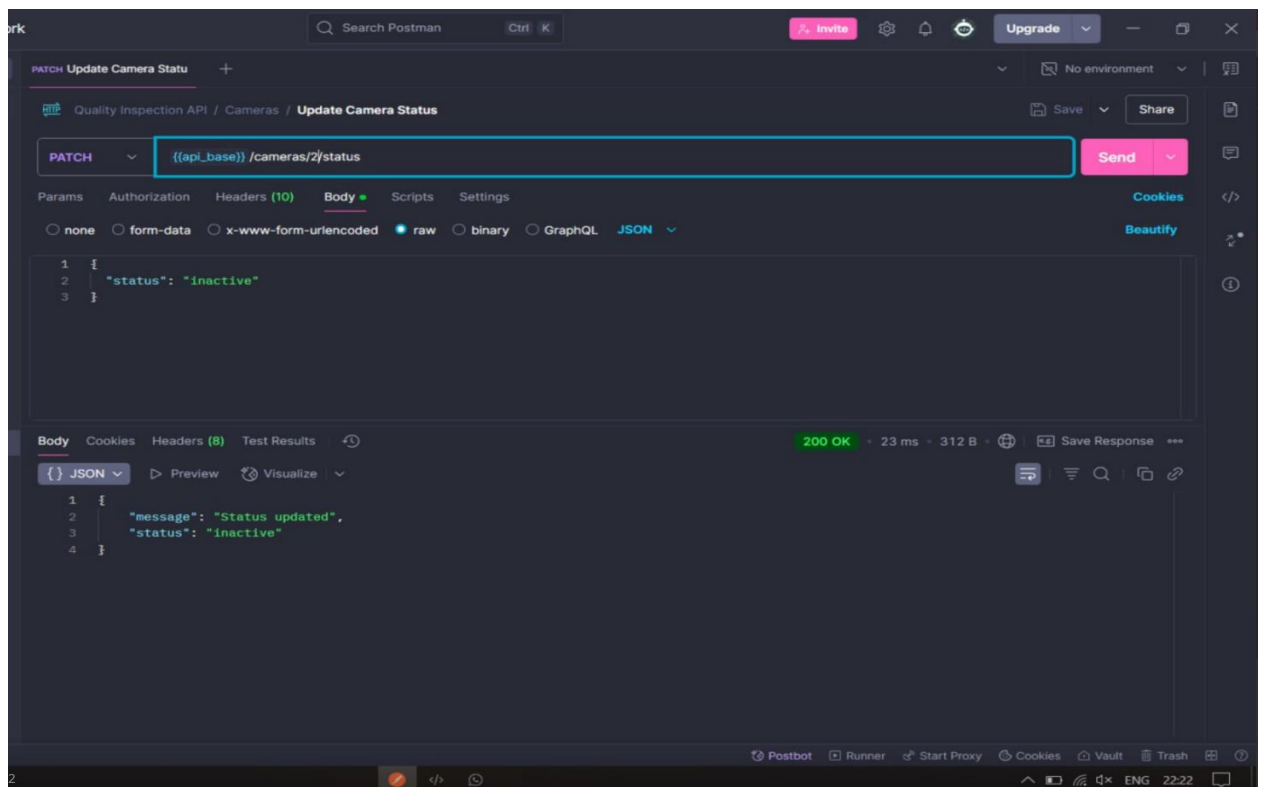 ork
Search Postman Ctrl K Invite Upgrade
PATCH Update Camera Statu + No environment
HTTP Quality Inspection API / Cameras / Update Camera Status Save Share
PATCH {{api_base}} /cameras/2/status Send
Params Authorization Headers (10) Body Scripts Settings Cookies
none form-data x-www-form-urlencoded raw binary GraphQL JSON Beautify
1 {
2 "status": "inactive"
3 }
Body Cookies Headers (8) Test Results 200 OK 23 ms 312 B Save Response
{} JSON Preview Visualize
1 {
2 "message": "Status updated",
3 "status": "inactive"
4 }
Postbot Runner Start Proxy Cookies Vault Trash
2 ENG 22:22